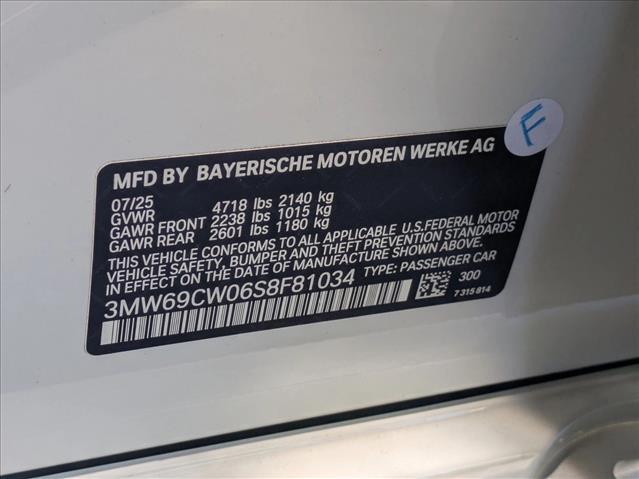 F
MFD BY BAYERISCHE MOTOREN WERKE AG
07/25
GVWR 4718 lbs 2140 kg
GAWR FRONT 2238 lbs 1015 kg
GAWR REAR 2601 lbs 1180 kg
THIS VEHICLE CONFORMS TO ALL APPLICABLE U.S.FEDERAL MOTOR
VEHICLE SAFETY, BUMPER AND THEFT PREVENTION STANDARDS
IN EFFECT ON THE DATE OF MANUFACTURE SHOWN ABOVE.
3MW69CW06S8F81034 TYPE: PASSENGER CAR
300
7 315 814